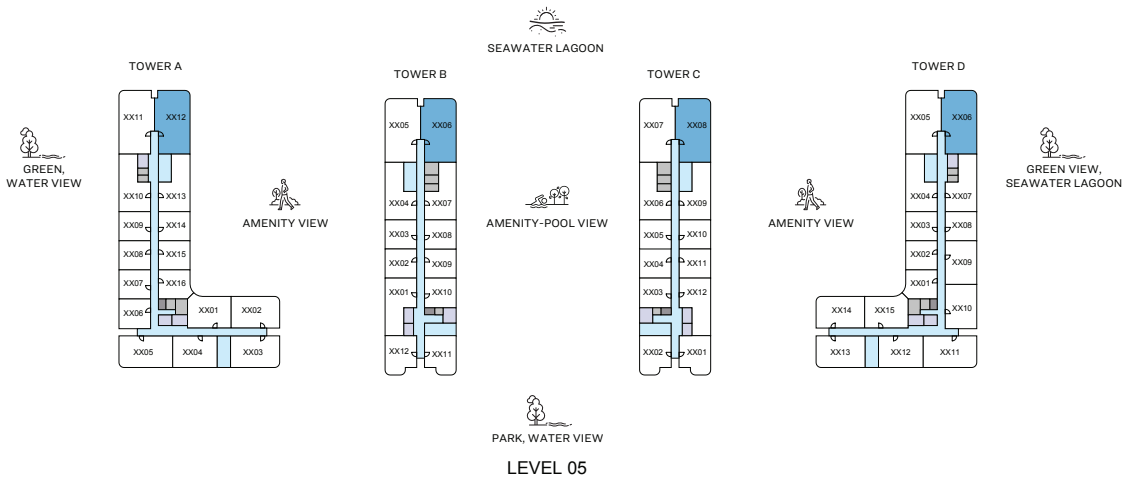 SEAWATER LAGOON
TOWER A
TOWER B
TOWER C
TOWER D
XX11
XX12
XX10
XX13
XX09
XX14
XX08
XX15
XX07
XX16
XX06
XX01
XX02
XX05
XX04
XX03
XX05
XX06
XX04
XX07
XX03
XX08
XX02
XX09
XX01
XX10
XX12
XX11
XX07
XX08
XX06
XX09
XX05
XX10
XX04
XX11
XX03
XX12
XX02
XX01
XX05
XX06
XX04
XX07
XX03
XX08
XX02
XX09
XX01
XX10
XX14
XX15
XX13
XX12
XX11
GREEN,
WATER VIEW
AMENITY VIEW
AMENITY-POOL VIEW
AMENITY VIEW
GREEN VIEW,
SEAWATER LAGOON
PARK, WATER VIEW
LEVEL 05